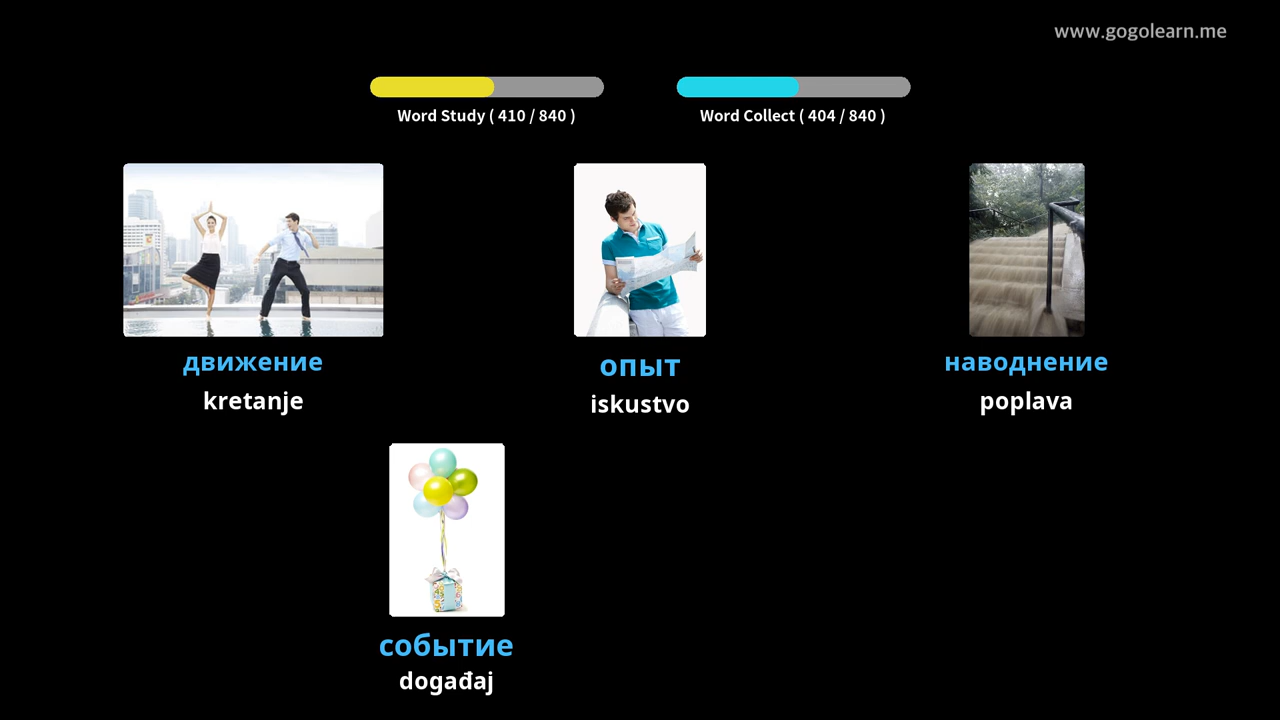 www.gogolearn.me
Word Study ( 410 / 840 )
Word Collect ( 404 / 840 )
движение
kretanje
опыт
iskustvo
наводнение
poplava
событие
događaj